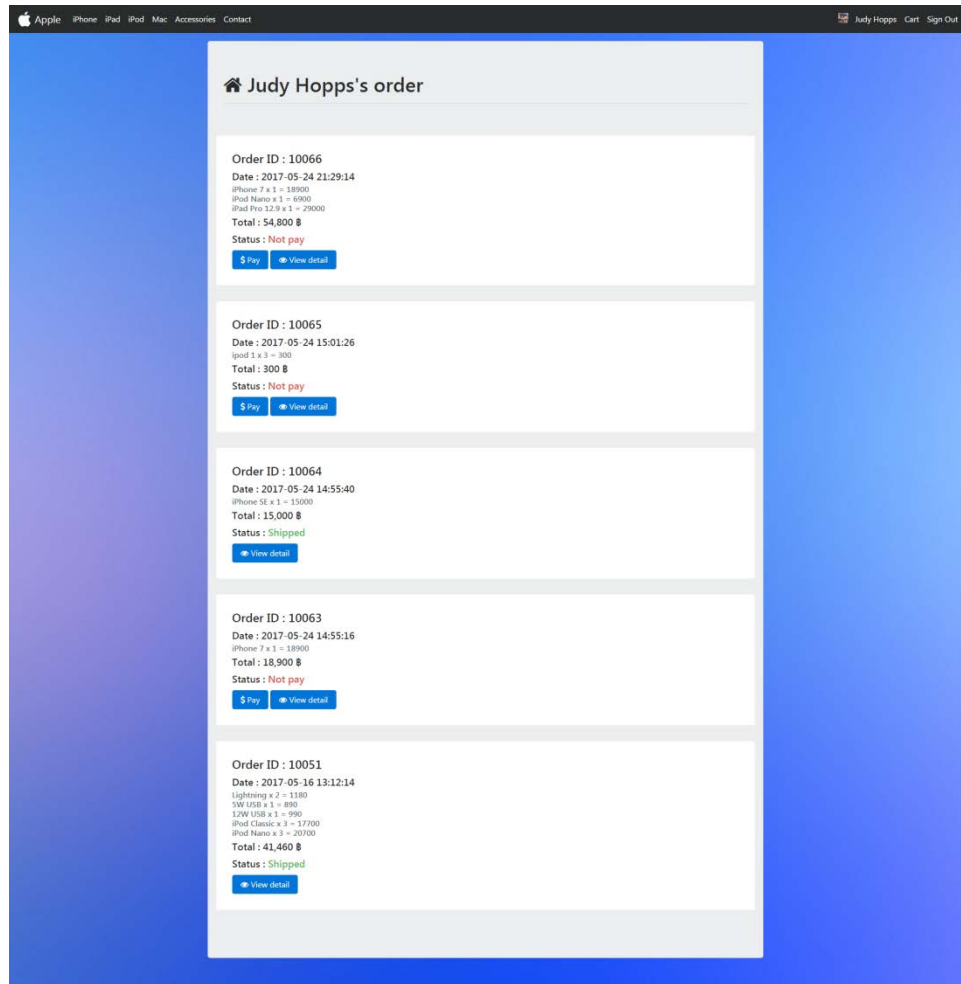 Apple iPhone iPad iPod Mac Accessories Contact Judy Hopps Cart Sign Out
Judy Hopps's order
Order ID : 10066
Date : 2017-05-24 21:29:14
iPhone 7 x 1 = 18900
iPod Nano x 1 = 6900
iPad Pro 12.9 x 1 = 29000
Total : 54,800 ฿
Status : Not pay
$ Pay View detail
Order ID : 10065
Date : 2017-05-24 15:01:26
ipod 1 x 3 = 300
Total : 300 ฿
Status : Not pay
$ Pay View detail
Order ID : 10064
Date : 2017-05-24 14:55:40
iPhone SE x 1 = 15000
Total : 15,000 ฿
Status : Shipped
View detail
Order ID : 10063
Date : 2017-05-24 14:55:16
iPhone 7 x 1 = 18900
Total : 18,900 ฿
Status : Not pay
$ Pay View detail
Order ID : 10051
Date : 2017-05-16 13:12:14
Lightning x 2 = 1180
5W USB x 1 = 890
12W USB x 1 = 990
iPod Classic x 3 = 17700
iPod Nano x 3 = 20700
Total : 41,460 ฿
Status : Shipped
View detail